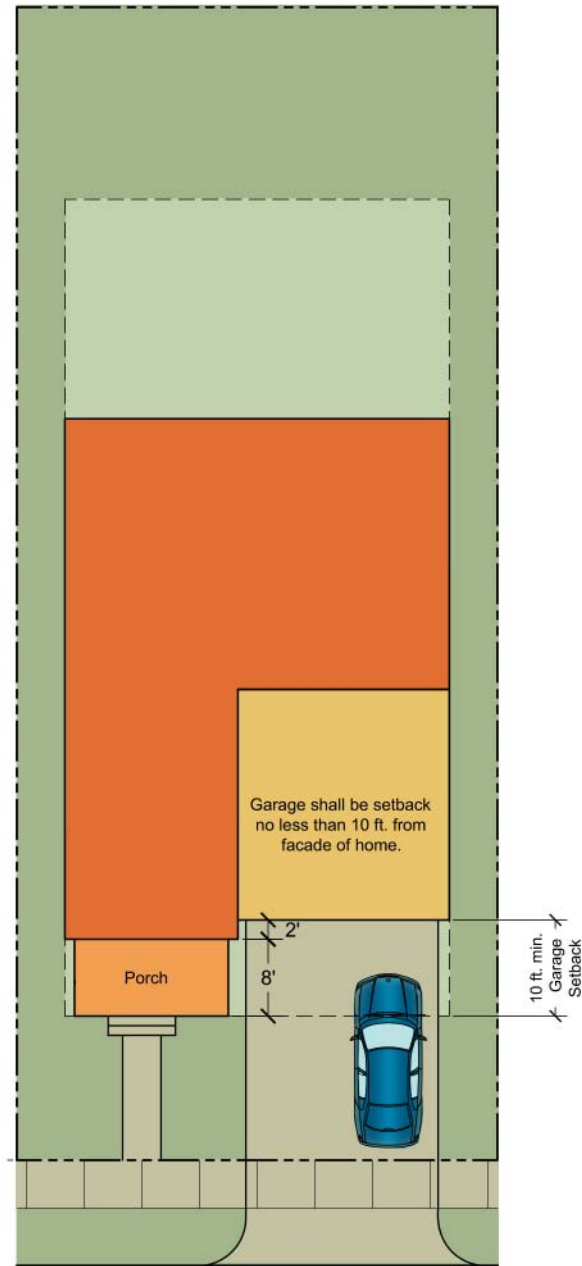 Garage shall be setback
no less than 10 ft. from
facade of home.
2'
Porch
8'
10 ft. min.
Garage
Setback